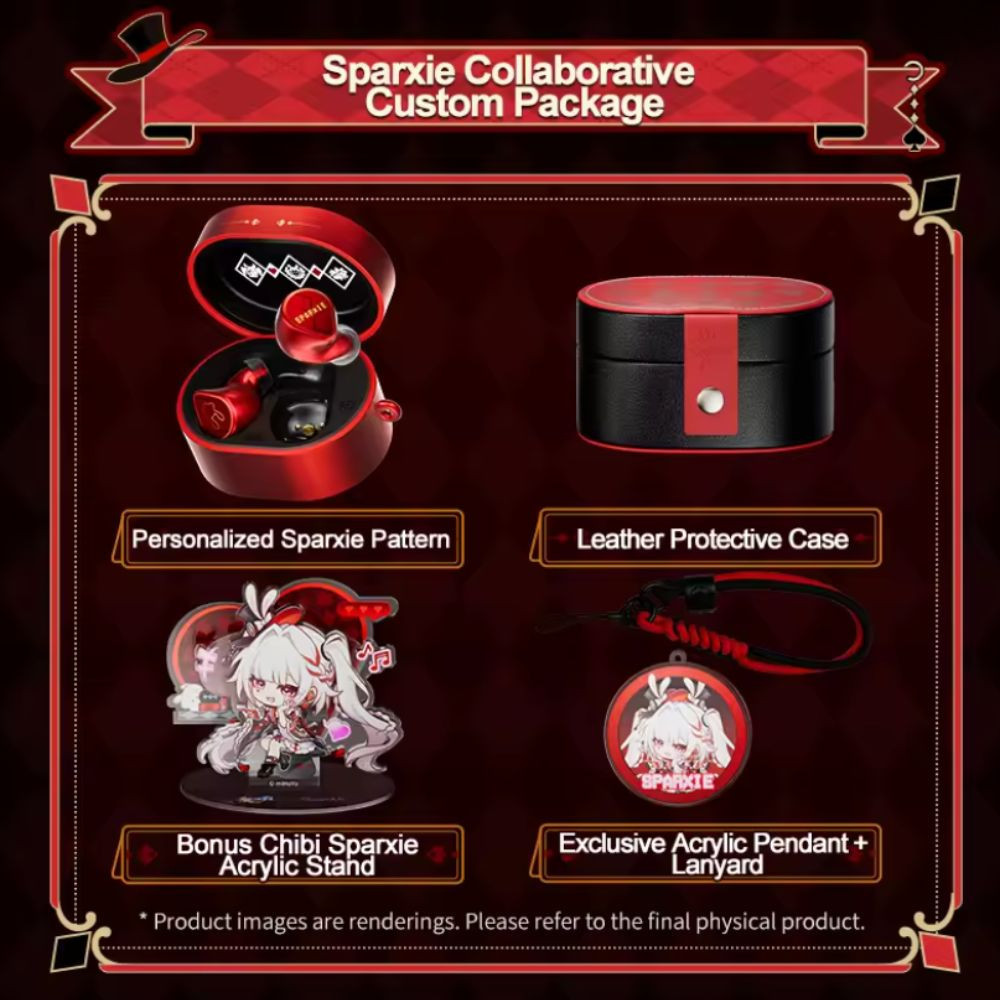 Sparxie Collaborative
Custom Package
SPARXIE
Personalized Sparxie Pattern
Leather Protective Case
SPARXIE
Bonus Chibi Sparxie
Acrylic Stand
Exclusive Acrylic Pendant +
Lanyard
* Product images are renderings. Please refer to the final physical product.